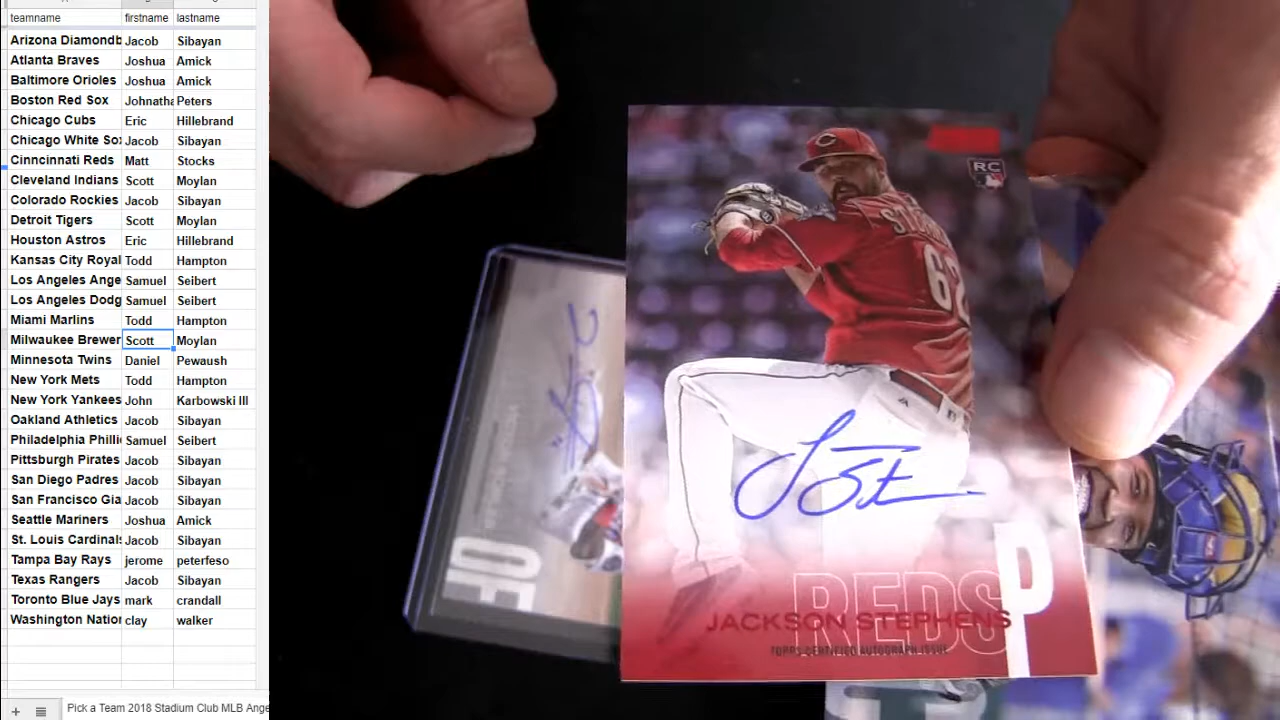 teamname firstname lastname
Arizona Diamondb Jacob Sibayan
Atlanta Braves Joshua Amick
Baltimore Orioles Joshua Amick
Boston Red Sox Johnatha Peters
Chicago Cubs Eric Hillebrand
Chicago White Sox Jacob Sibayan
Cinncinnati Reds Matt Stocks
Cleveland Indians Scott Moylan
Colorado Rockies Jacob Sibayan
Detroit Tigers Scott Moylan
Houston Astros Eric Hillebrand
Kansas City Royal Todd Hampton
Los Angeles Ange Samuel Seibert
Los Angeles Dodg Samuel Seibert
Miami Marlins Todd Hampton
Milwaukee Brewer Scott Moylan
Minnesota Twins Daniel Pewaush
New York Mets Todd Hampton
New York Yankees John Karbowski III
Oakland Athletics Jacob Sibayan
Philadelphia Philli Samuel Seibert
Pittsburgh Pirates Jacob Sibayan
San Diego Padres Jacob Sibayan
San Francisco Gia Jacob Sibayan
Seattle Mariners Joshua Amick
St. Louis Cardinals Jacob Sibayan
Tampa Bay Rays jerome peterfeso
Texas Rangers Jacob Sibayan
Toronto Blue Jays mark crandall
Washington Nation clay walker
Pick a Team 2018 Stadium Club MLB Ange
RC
C
62
OF
P
REDS
JACKSON STEPHENS
TOPPS CERTIFIED AUTOGRAPH ISSUE